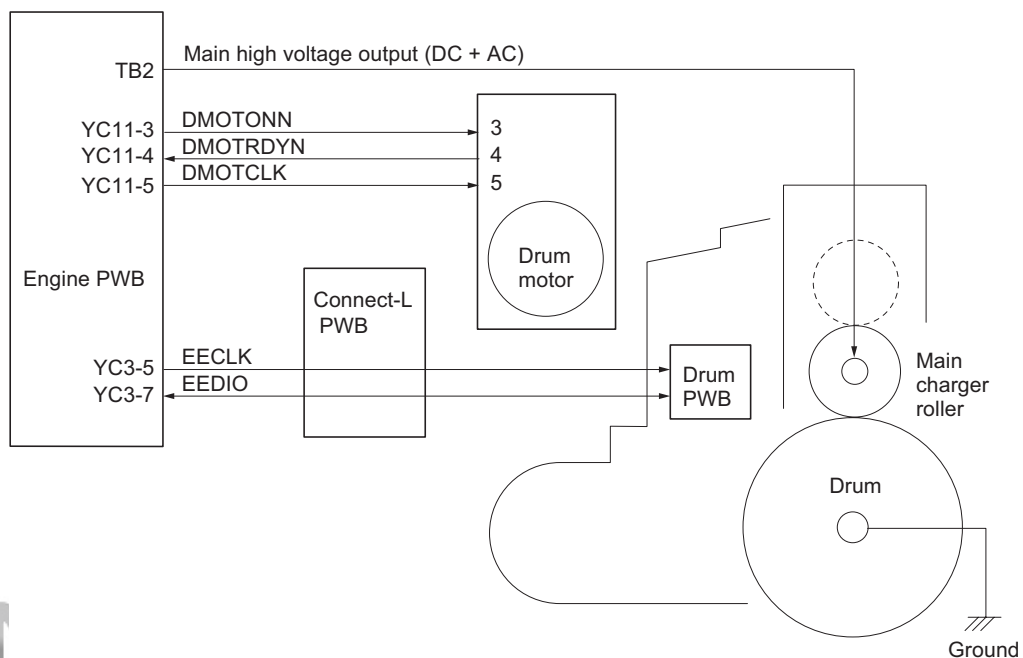 Main high voltage output (DC + AC)
TB2
YC11-3
DMOTONN
3
YC11-4
DMOTRDYN
4
YC11-5
DMOTCLK
5
Engine PWB
Drum
motor
Connect-L
PWB
YC3-5
EECLK
YC3-7
EEDIO
Drum
PWB
Main
charger
roller
Drum
Ground